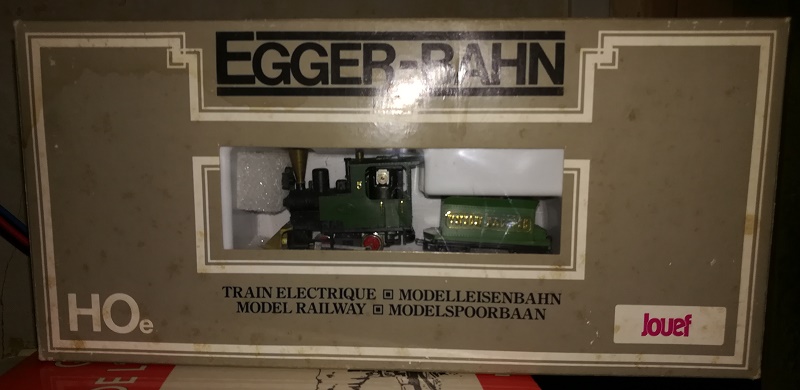 EGGER-BAHN
TRAIN ELECTRIQUE ▣ MODELLEISENBAHN
MODEL RAILWAY ▣ MODELSPOORBAAN
HOe
Jouef